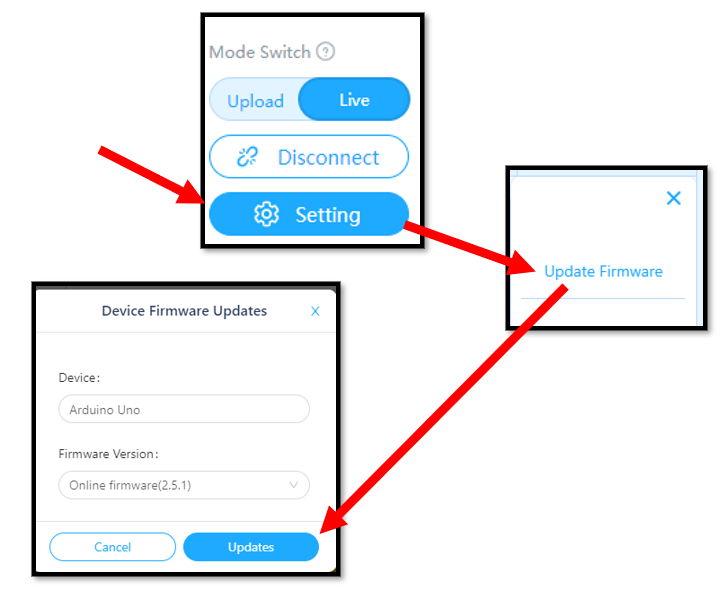 Mode Switch ?
Upload Live
Disconnect
Setting
Update Firmware
Device Firmware Updates
Device:
Arduino Uno
Firmware Version:
Online firmware(2.5.1)
Cancel Updates